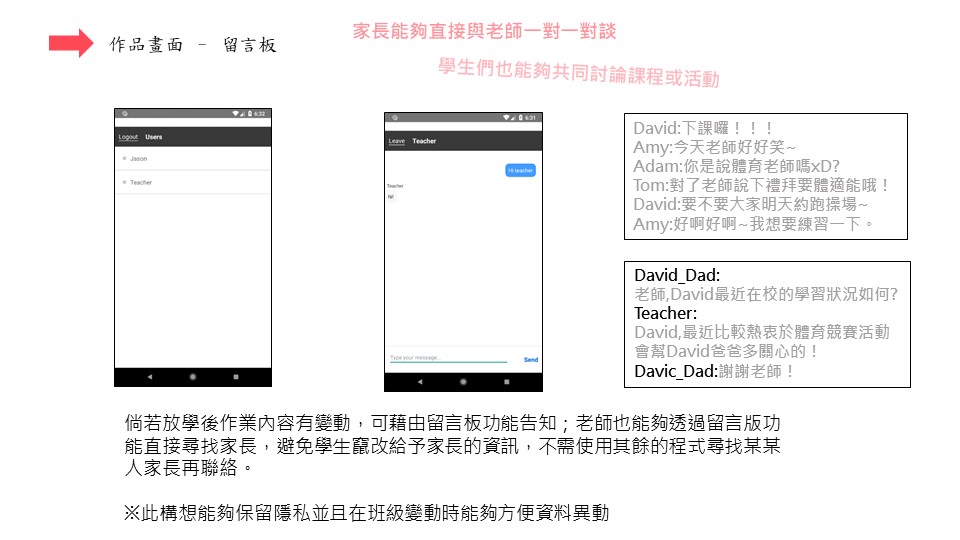 作品畫面 - 留言板
家長能夠直接與老師一對一對談
學生們也能夠共同討論課程或活動
6:32
Logout Users
Jason
Teacher
6:31
Leave Teacher
Hi teacher
Teacher
hi!
Type your message...
Send
David:下課囉！！！
Amy:今天老師好好笑~
Adam:你是說體育老師嗎xD?
Tom:對了老師說下禮拜要體適能哦！
David:要不要大家明天約跑操場~
Amy:好啊好啊~我想要練習一下。
David_Dad:
老師,David最近在校的學習狀況如何?
Teacher:
David,最近比較熱衷於體育競賽活動
會幫David爸爸多關心的！
Davic_Dad:謝謝老師！
倘若放學後作業內容有變動，可藉由留言板功能告知；老師也能夠透過留言版功
能直接尋找家長，避免學生竄改給予家長的資訊，不需使用其餘的程式尋找某某
人家長再聯絡。
※此構想能夠保留隱私並且在班級變動時能夠方便資料異動